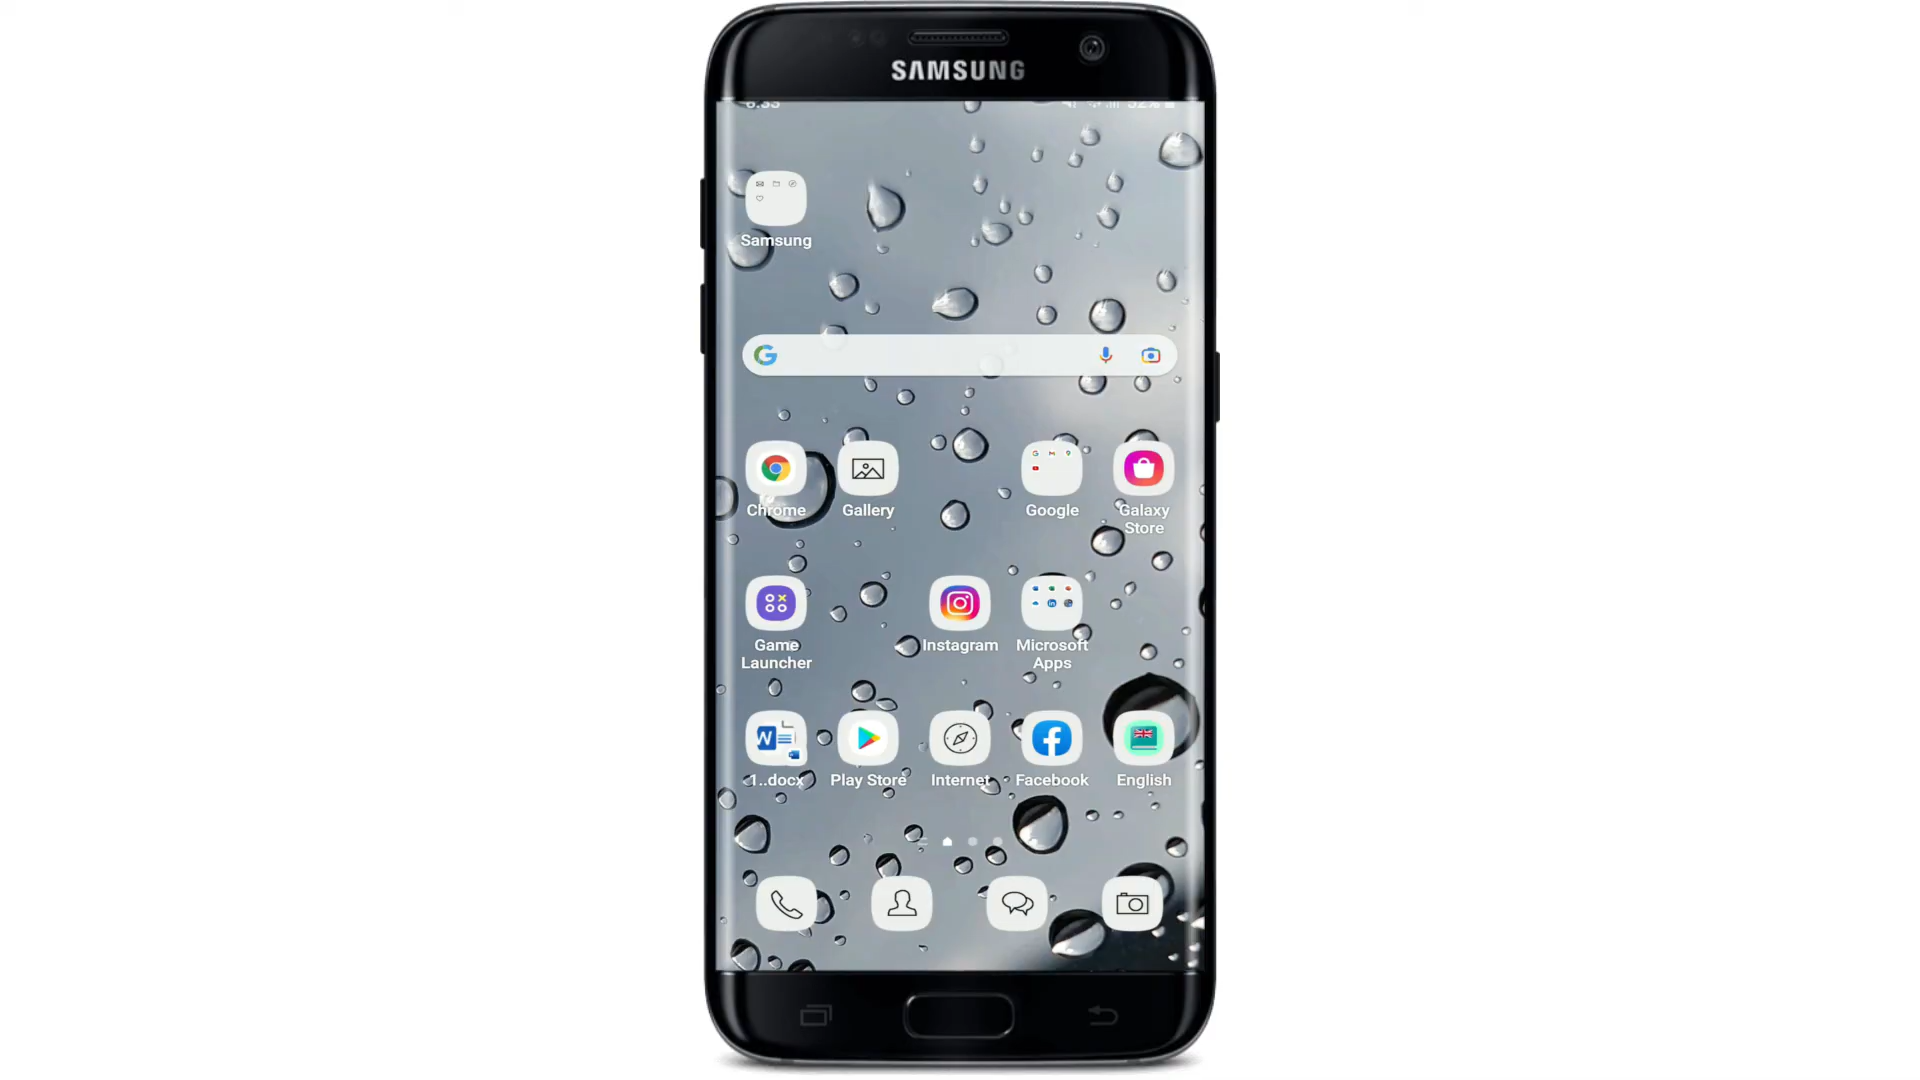 SAMSUNG
Samsung
Chrome
Gallery
Google
Galaxy
Store
Game
Launcher
Instagram
Microsoft
Apps
1..docx
Play Store
Internet
Facebook
English